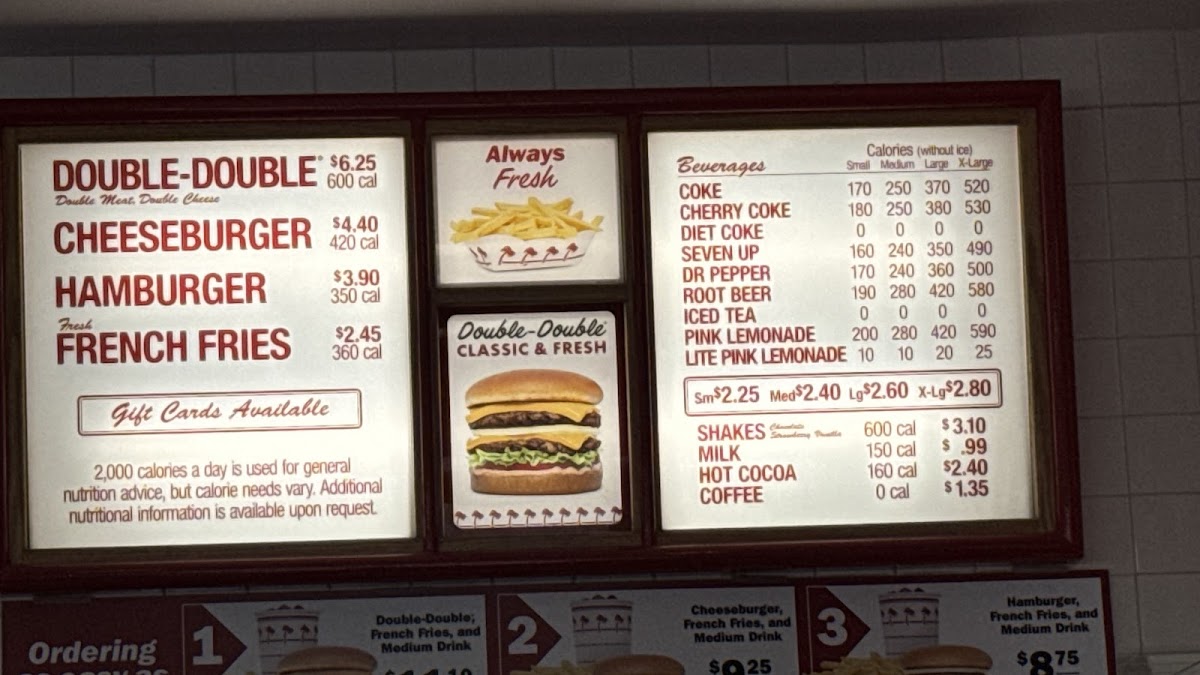 DOUBLE-DOUBLE® $6.25
Double Meat, Double Cheese 600 cal
CHEESEBURGER $4.40
420 cal
HAMBURGER $3.90
350 cal
Fresh
FRENCH FRIES $2.45
360 cal
Gift Cards Available
2,000 calories a day is used for general
nutrition advice, but calorie needs vary. Additional
nutritional information is available upon request.
Always
Fresh
Double-Double®
CLASSIC & FRESH
Calories (without ice)
Beverages Small Medium Large X-Large
COKE 170 250 370 520
CHERRY COKE 180 250 380 530
DIET COKE 0 0 0 0
SEVEN UP 160 240 350 490
DR PEPPER 170 240 360 500
ROOT BEER 190 280 420 580
ICED TEA 0 0 0 0
PINK LEMONADE 200 280 420 590
LITE PINK LEMONADE 10 10 20 25
Sm$2.25 Med$2.40 Lg$2.60 X-Lg$2.80
SHAKES Chocolate Strawberry Vanilla 600 cal $3.10
MILK 150 cal $ .99
HOT COCOA 160 cal $2.40
COFFEE 0 cal $1.35
Ordering
1
Double-Double,
French Fries, and
Medium Drink
2
Cheeseburger,
French Fries, and
Medium Drink
$9.25
3
Hamburger,
French Fries, and
Medium Drink
$8.75